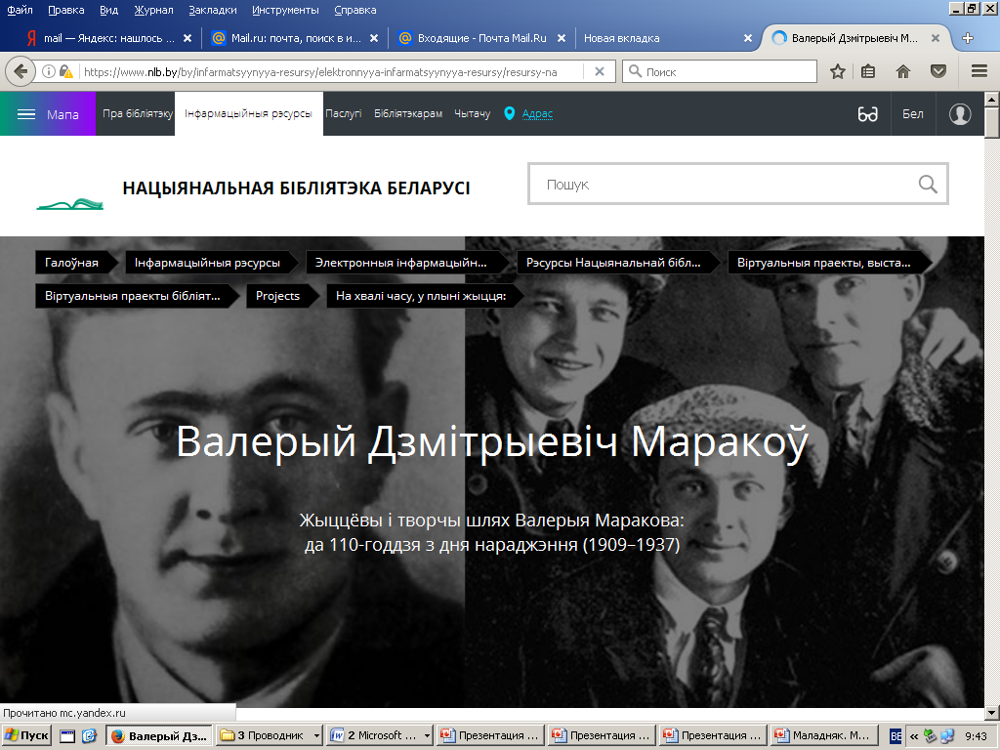 Файл Правка Вид Журнал Закладки Инструменты Справка
mail — Яндекс: нашлось ... Mail.ru: почта, поиск в и... Входящие - Почта Mail.Ru Новая вкладка Валерый Дзмітрыевіч М...
https://www.nlb.by/by/infarmatsyynyya-resursy/elektronnyya-infarmatsyynyya-resursy/resursy-na Поиск
Мапа Пра бібліятэку Інфармацыйныя рэсурсы Паслугі Бібліятэкарам Чытачу Адрас Бел
НАЦЫЯНАЛЬНАЯ БІБЛІЯТЭКА БЕЛАРУСІ Пошук
Галоўная Інфармацыйныя рэсурсы Электронныя інфармацыйн... Рэсурсы Нацыянальнай бібл... Віртуальныя праекты, выста...
Віртуальныя праекты бібліят... Projects На хвалі часу, у плыні жыцця:
Валерый Дзмітрыевіч Маракоў
Жыццёвы і творчы шлях Валерыя Маракова:
да 110-годдзя з дня нараджэння (1909–1937)
Прочитано mc.yandex.ru
Пуск Валерый Дз... 3 Проводник 2 Microsoft ... Презентация ... Презентация ... Презентация ... Маладняк. М... BE « 9:43